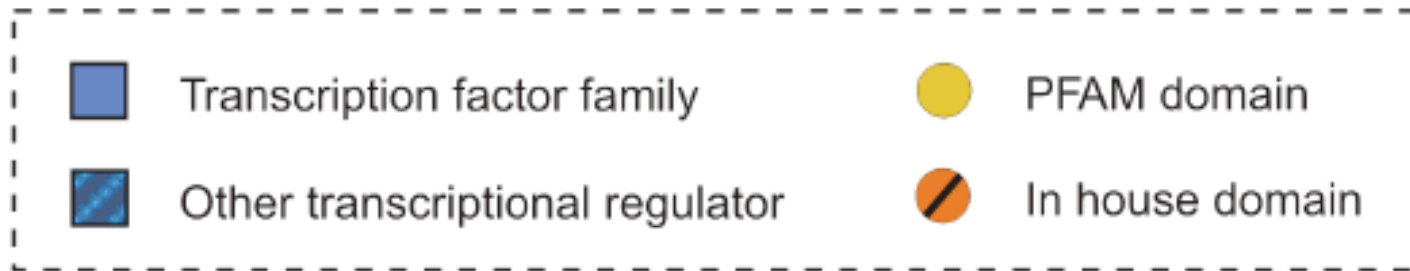 Transcription factor family
PFAM domain
Other transcriptional regulator
In house domain